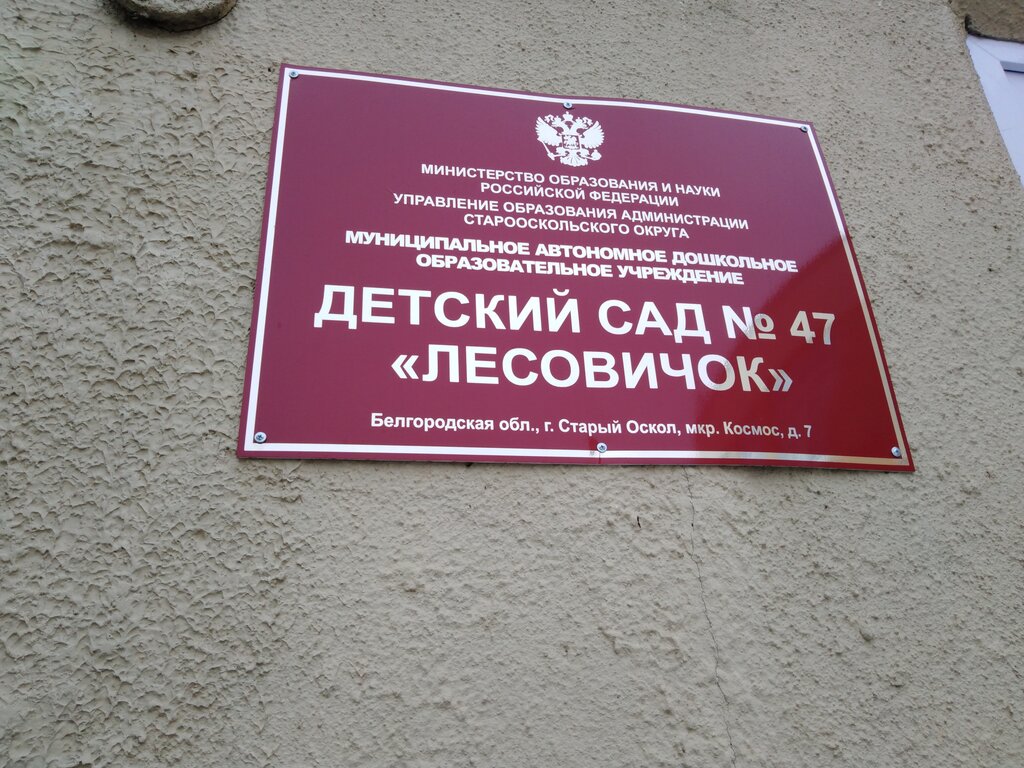 МИНИСТЕРСТВО ОБРАЗОВАНИЯ И НАУКИ
РОССИЙСКОЙ ФЕДЕРАЦИИ
УПРАВЛЕНИЕ ОБРАЗОВАНИЯ АДМИНИСТРАЦИИ
СТАРООСКОЛЬСКОГО ОКРУГА
МУНИЦИПАЛЬНОЕ АВТОНОМНОЕ ДОШКОЛЬНОЕ
ОБРАЗОВАТЕЛЬНОЕ УЧРЕЖДЕНИЕ
ДЕТСКИЙ САД № 47
«ЛЕСОВИЧОК»
Белгородская обл., г. Старый Оскол, мкр. Космос, д. 7